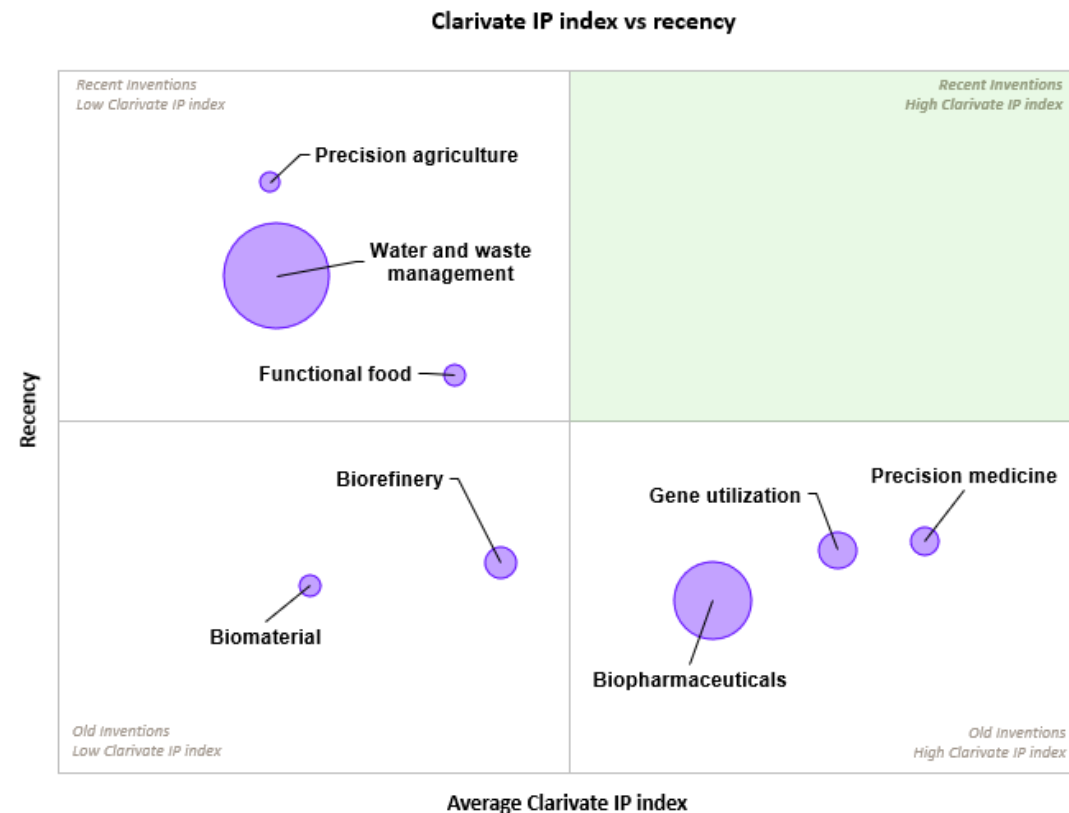 Clarivate IP index vs recency
Recent Inventions
Low Clarivate IP index
Recent Inventions
High Clarivate IP index
Precision agriculture
Water and waste
management
Functional food
Recency
Biorefinery
Precision medicine
Gene utilization
Biomaterial
Biopharmaceuticals
Old Inventions
Low Clarivate IP index
Old Inventions
High Clarivate IP index
Average Clarivate IP index